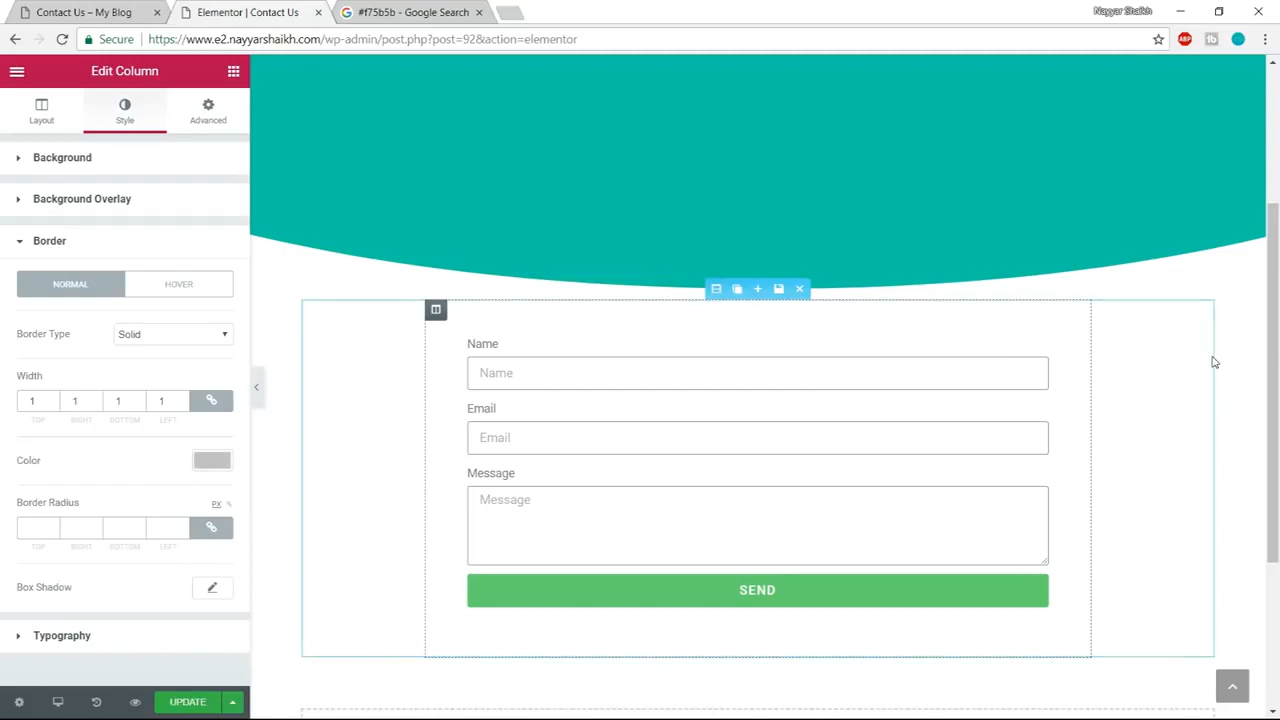 Contact Us – My Blog
Elementor | Contact Us
#f75b5b - Google Search
Nayyar Shaikh
Secure
https://www.e2.nayyarshaikh.com/wp-admin/post.php?post=92&action=elementor
ABP
Edit Column
Layout
Style
Advanced
Background
Background Overlay
Border
NORMAL
HOVER
Border Type
Solid
Width
1
1
1
1
TOP
RIGHT
BOTTOM
LEFT
Color
Border Radius
PX
%
TOP
RIGHT
BOTTOM
LEFT
Box Shadow
Typography
UPDATE
Name
Name
Email
Email
Message
Message
SEND